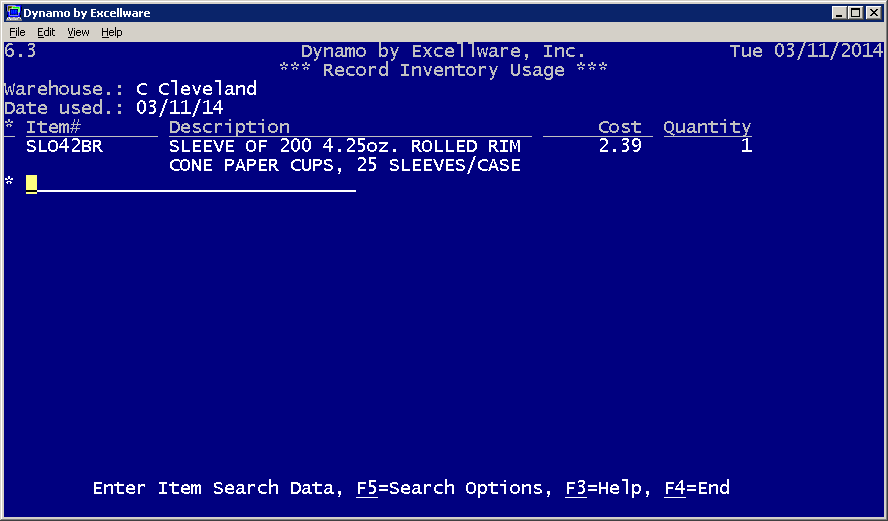 Dynamo by Excellware
File Edit View Help
6.3 Dynamo by Excellware, Inc. Tue 03/11/2014
*** Record Inventory Usage ***
Warehouse.: C Cleveland
Date used.: 03/11/14
* Item# Description Cost Quantity
SLO42BR SLEEVE OF 200 4.25oz. ROLLED RIM 2.39 1
CONE PAPER CUPS, 25 SLEEVES/CASE
*
Enter Item Search Data, F5=Search Options, F3=Help, F4=End